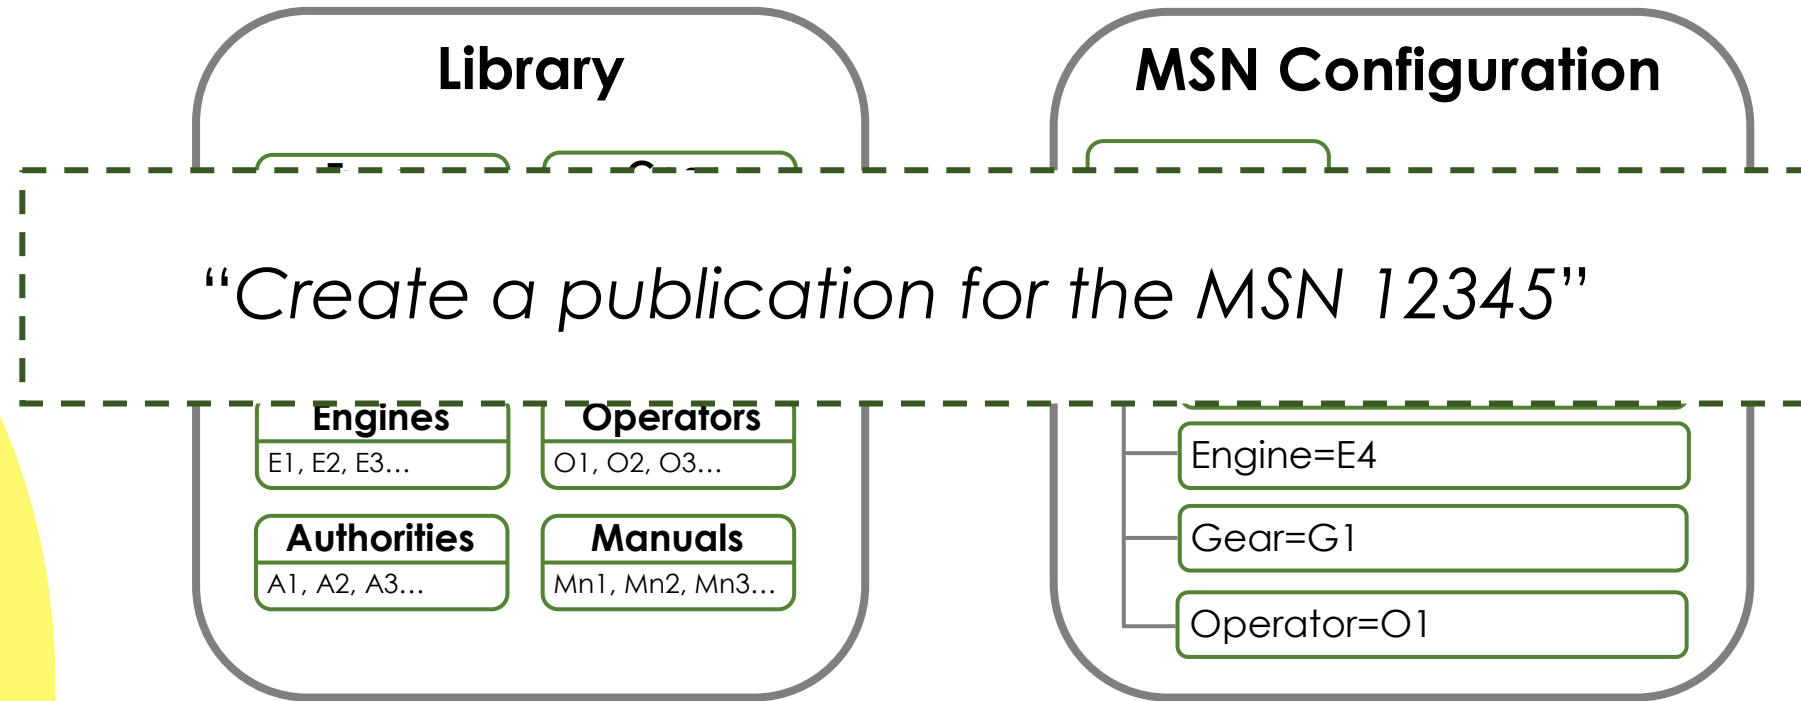 Library
MSN Configuration
“Create a publication for the MSN 12345”
Engines
Operators
E1, E2, E3...
O1, O2, O3...
Authorities
Manuals
A1, A2, A3...
Mn1, Mn2, Mn3...
Engine=E4
Gear=G1
Operator=O1